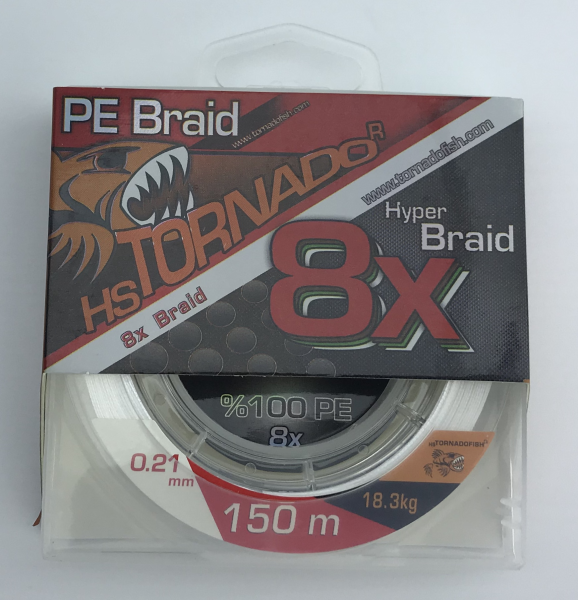 PE Braid
www.tornadofish.com
HSTORNADO R
8x Braid
www.tornadofish.com
Hyper
Braid
8x
%100 PE
8x
0.21
mm
150 m
HSTORNADOFISH
18.3kg